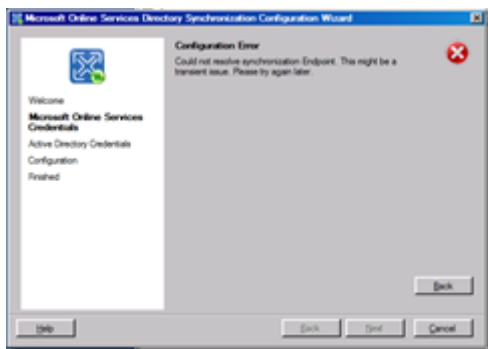 Microsoft Online Services Directory Synchronization Configuration Wizard
Configuration Error
Could not resolve synchronization Endpoint. This might be a
transient issue. Please try again later.
Welcome
Microsoft Online Services
Credentials
Active Directory Credentials
Configuration
Finished
Back
Help
Back
Next
Cancel